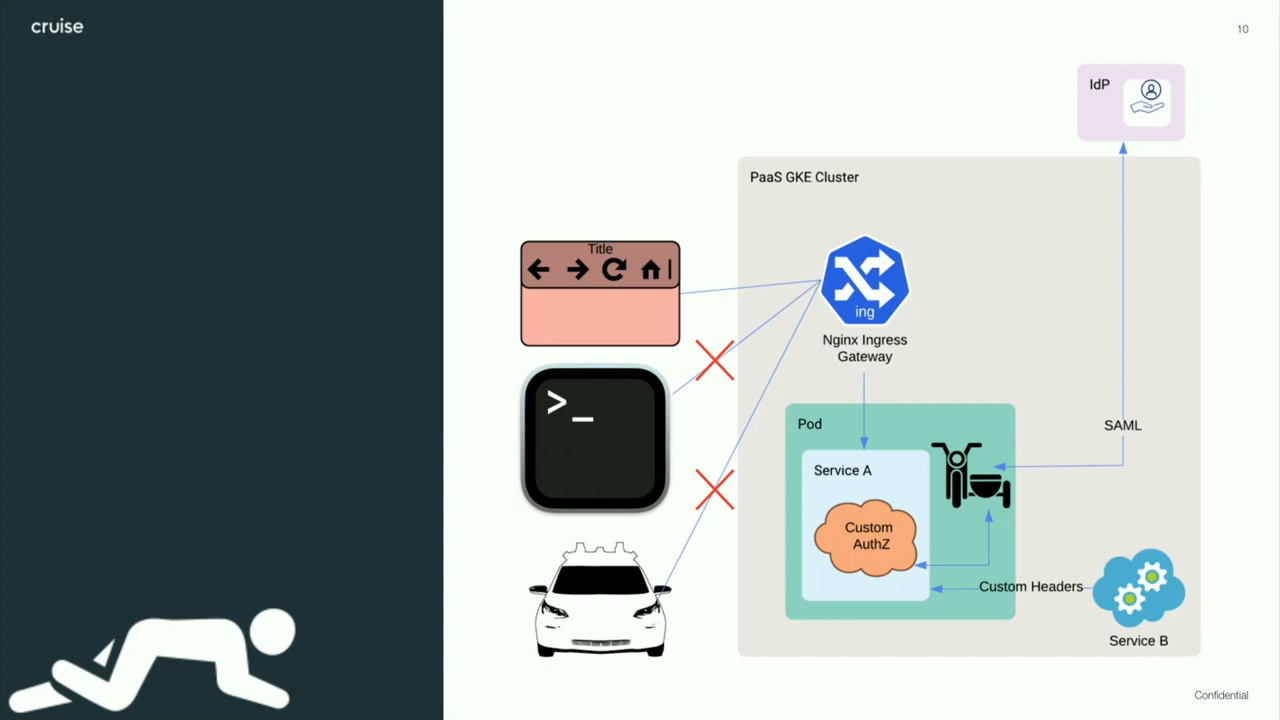 cruise
10
IdP
PaaS GKE Cluster
Title
ing
Nginx Ingress
Gateway
>_
Pod
SAML
Service A
Custom
AuthZ
Custom Headers
Service B
Confidential